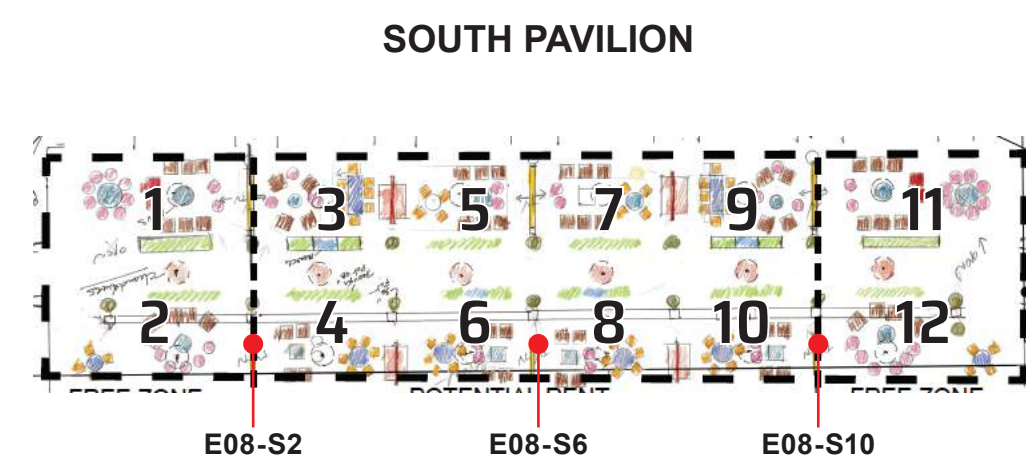 SOUTH PAVILION
1 3 5 7 9 11
OPEN
2 4 6 8 10 12
FREE ZONE POTENTIAL RENT FREE ZONE
E08-S2 E08-S6 E08-S10